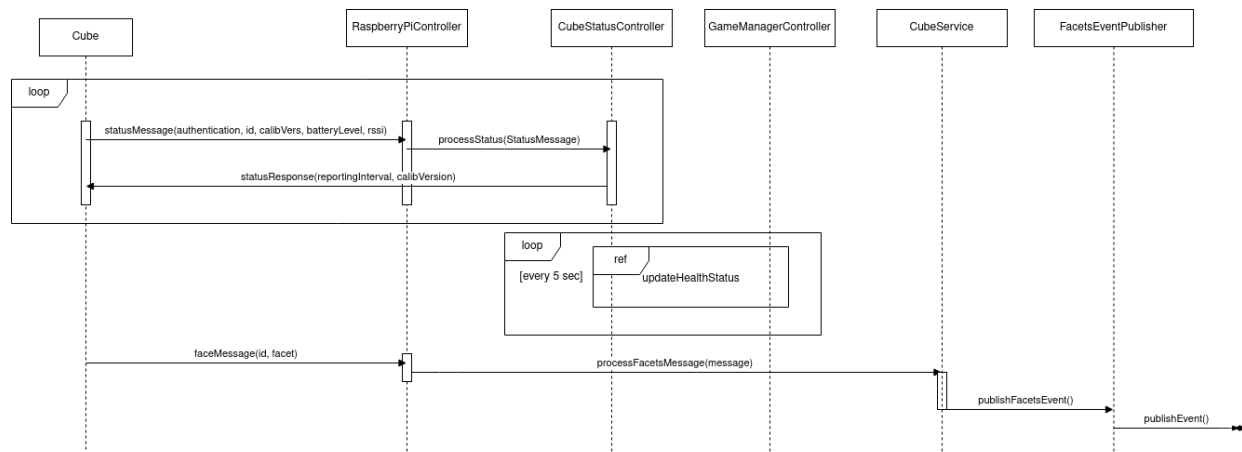 Cube
RaspberryPiController
CubeStatusController
GameManagerController
CubeService
FacetsEventPublisher
loop
statusMessage(authentication, id, calibVers, batteryLevel, rssi)
processStatus(StatusMessage)
statusResponse(reportingInterval, calibVersion)
loop
ref
[every 5 sec]
updateHealthStatus
faceMessage(id, facet)
processFacetsMessage(message)
publishFacetsEvent()
publishEvent()